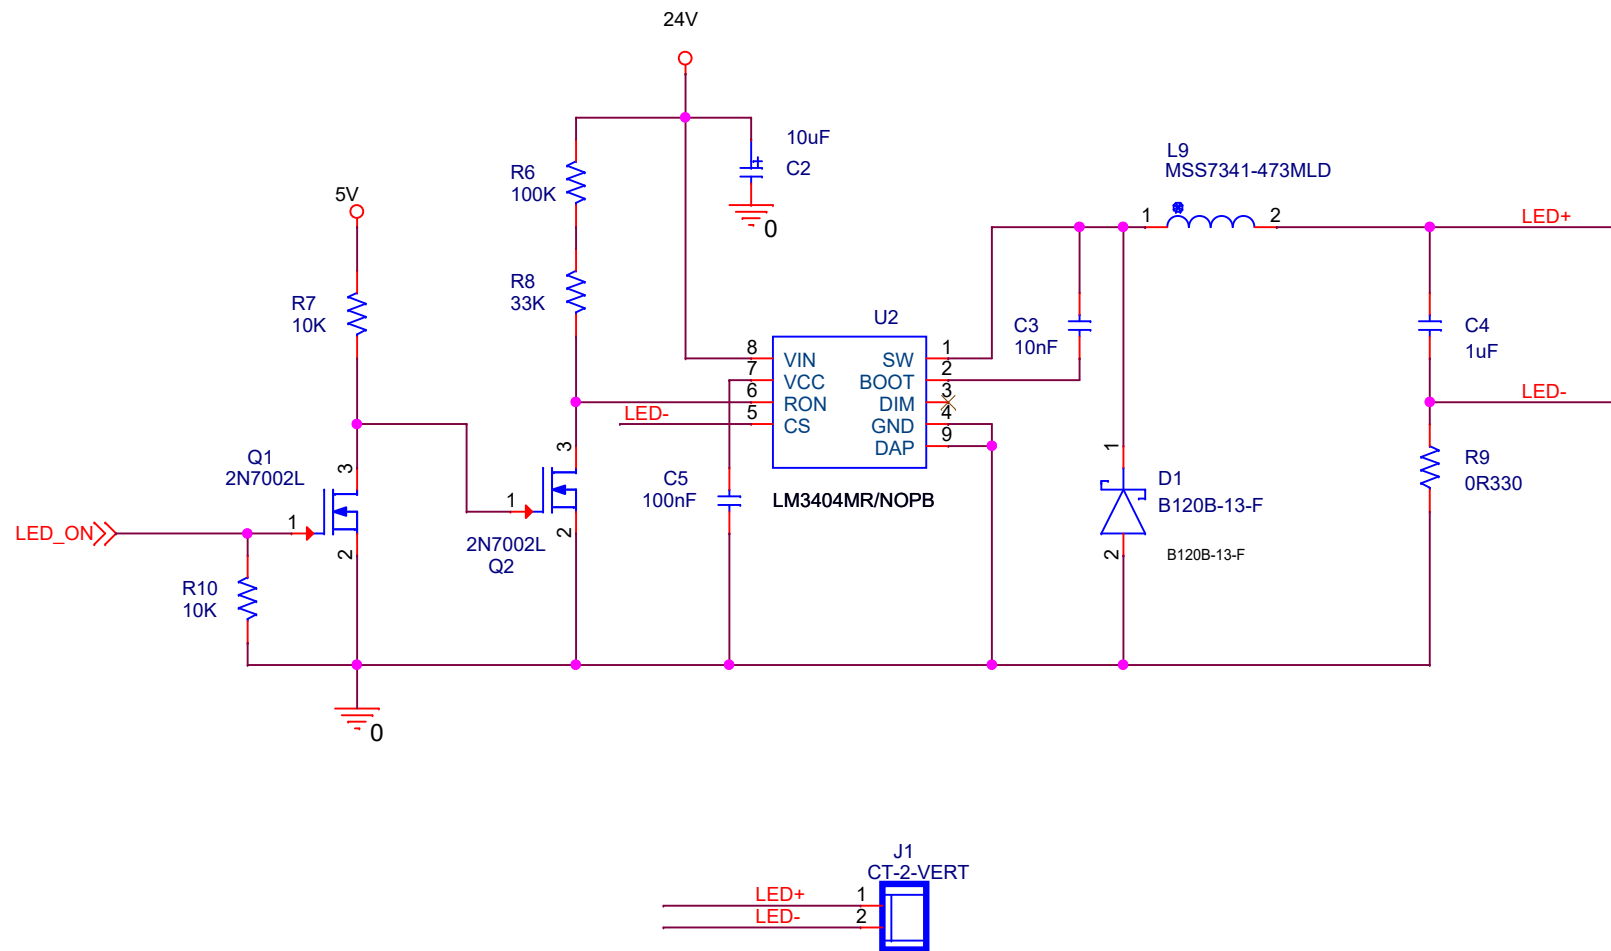 24V
10uF
C2
0
R6
100K
5V
R8
33K
R7
10K
L9
MSS7341-473MLD
1
2
LED+
U2
C3
10nF
C4
1uF
8
VIN
SW
1
7
VCC
BOOT
2
6
RON
DIM
3
LED-
5
CS
GND
4
DAP
9
LED-
Q1
2N7002L
3
3
1
C5
100nF
LM3404MR/NOPB
1
D1
B120B-13-F
R9
0R330
LED_ON
1
2
2
2N7002L
Q2
2
B120B-13-F
R10
10K
0
J1
CT-2-VERT
LED+
1
LED-
2